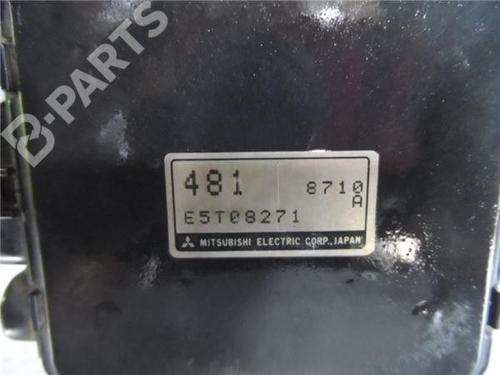 B-PARTS
481 8710
A
E5T08271
MITSUBISHI ELECTRIC CORP., JAPAN